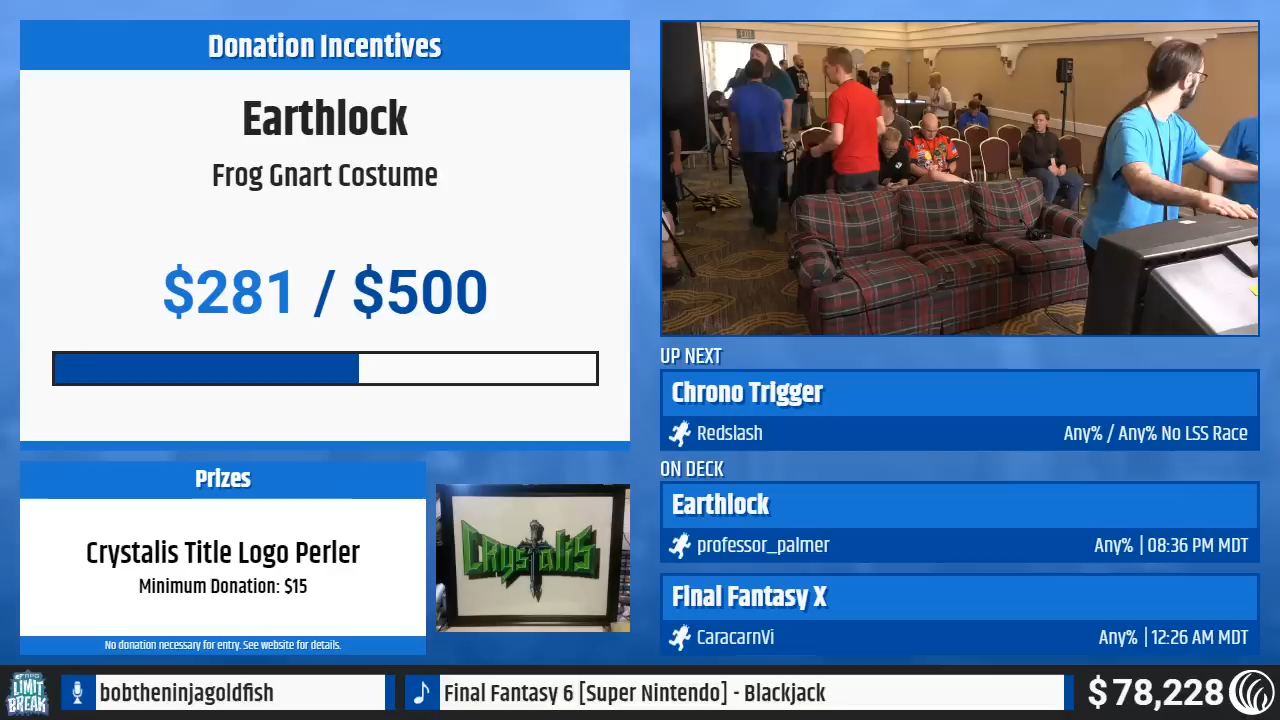 Donation Incentives
Earthlock
Frog Gnart Costume
$281 / $500
Prizes
Crystalis Title Logo Perler
Minimum Donation: $15
No donation necessary for entry. See website for details.
CRYSTALIS
EXIT
UP NEXT
Chrono Trigger
Redslash
Any% / Any% No LSS Race
ON DECK
Earthlock
professor_palmer
Any% | 08:36 PM MDT
Final Fantasy X
CaracarnVi
Any% | 12:26 AM MDT
RPG
LIMIT
BREAK
bobtheninjagoldfish
Final Fantasy 6 [Super Nintendo] - Blackjack
$78,228